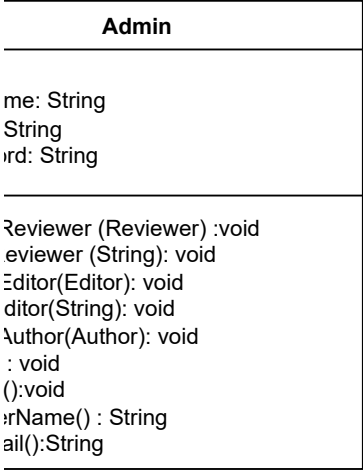 Admin
me: String
String
ord: String
Reviewer (Reviewer) :void
eviewer (String): void
Editor(Editor): void
ditor(String): void
Author(Author): void
: void
():void
erName() : String
ail():String